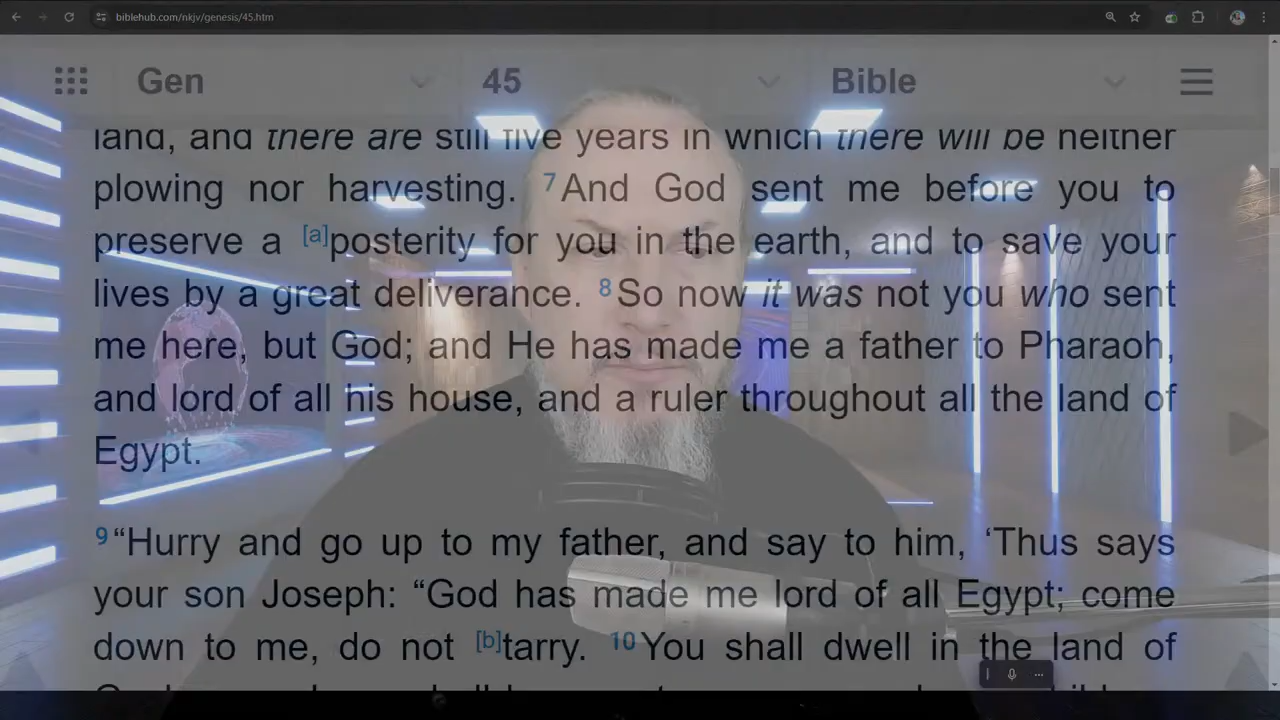 biblehub.com/nkjv/genesis/45.htm
Gen 45 Bible
land, and there are still five years in which there will be neither
plowing nor harvesting. 7 And God sent me before you to
preserve a [a]posterity for you in the earth, and to save your
lives by a great deliverance. 8 So now it was not you who sent
me here, but God; and He has made me a father to Pharaoh,
and lord of all his house, and a ruler throughout all the land of
Egypt.
9 “Hurry and go up to my father, and say to him, ‘Thus says
your son Joseph: “God has made me lord of all Egypt; come
down to me, do not [b]tarry. 10 You shall dwell in the land of